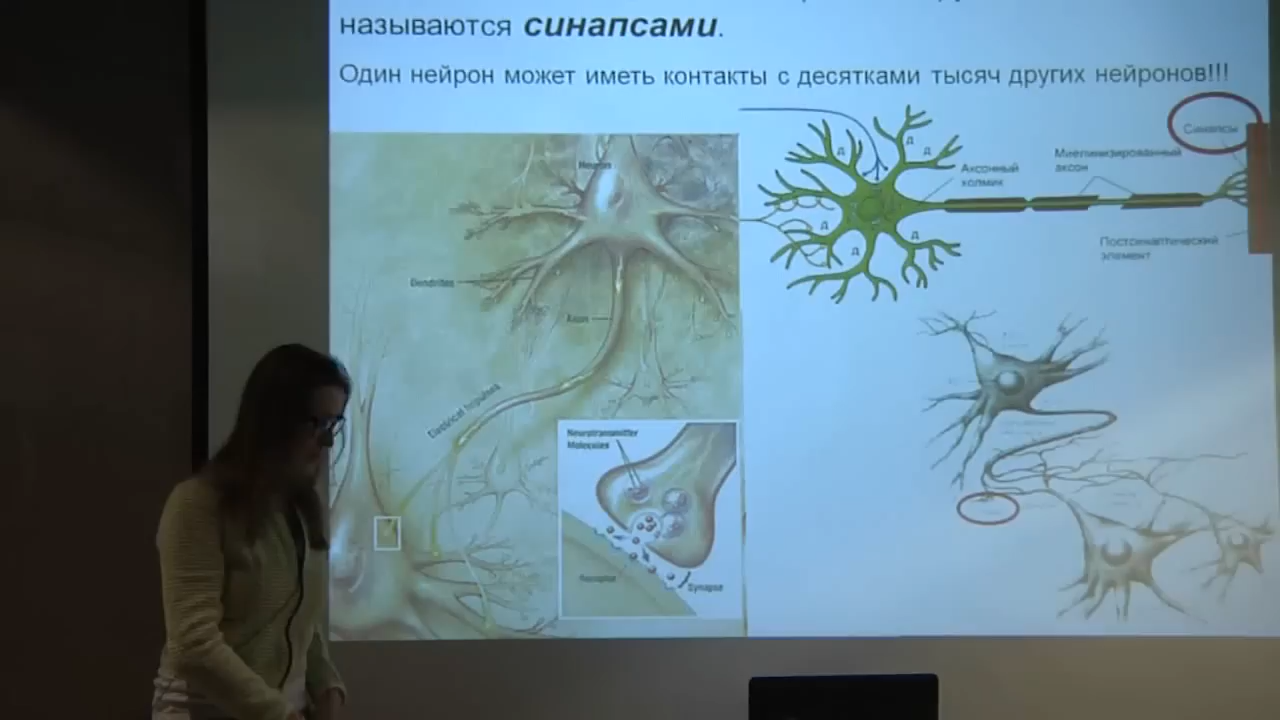 называются синапсами.
Один нейрон может иметь контакты с десятками тысяч других нейронов!!!
Синапсы
Миелинизированный
аксон
Аксонный
холмик
Д
Д
Д
Д
Д
Д
Постсинаптический
элемент
Neuron
Dendrites
Axon
Electrical Impulses
Neurotransmitter
Molecules
Receptor
Synapse